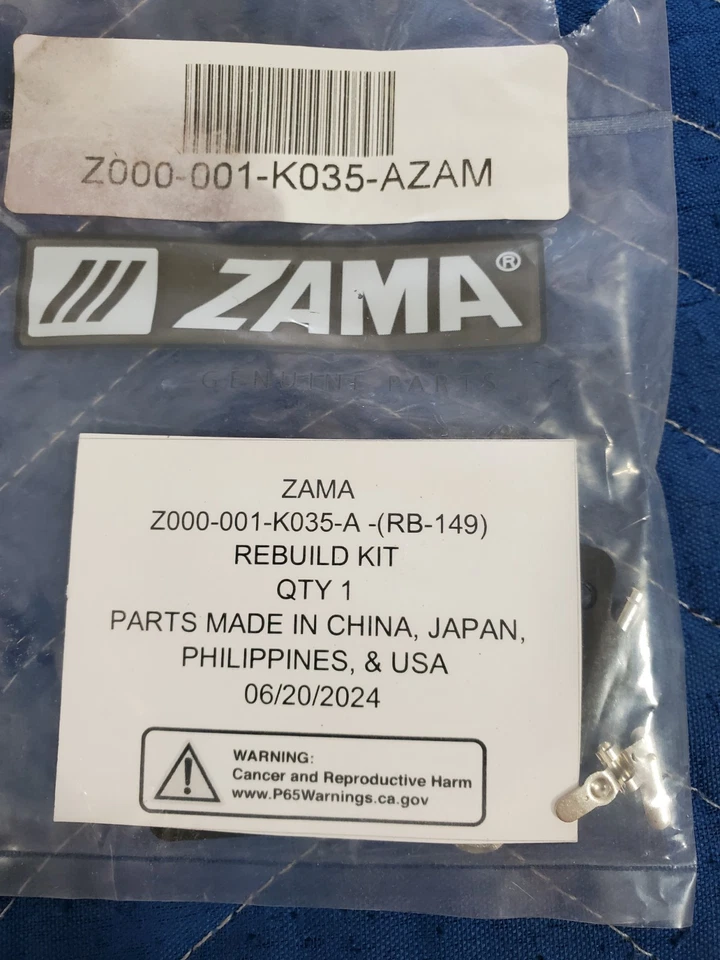 Z000-001-K035-AZAM
ZAMA®
GENUINE PARTS
ZAMA
Z000-001-K035-A -(RB-149)
REBUILD KIT
QTY 1
PARTS MADE IN CHINA, JAPAN,
PHILIPPINES, & USA
06/20/2024
WARNING:
Cancer and Reproductive Harm
www.P65Warnings.ca.gov